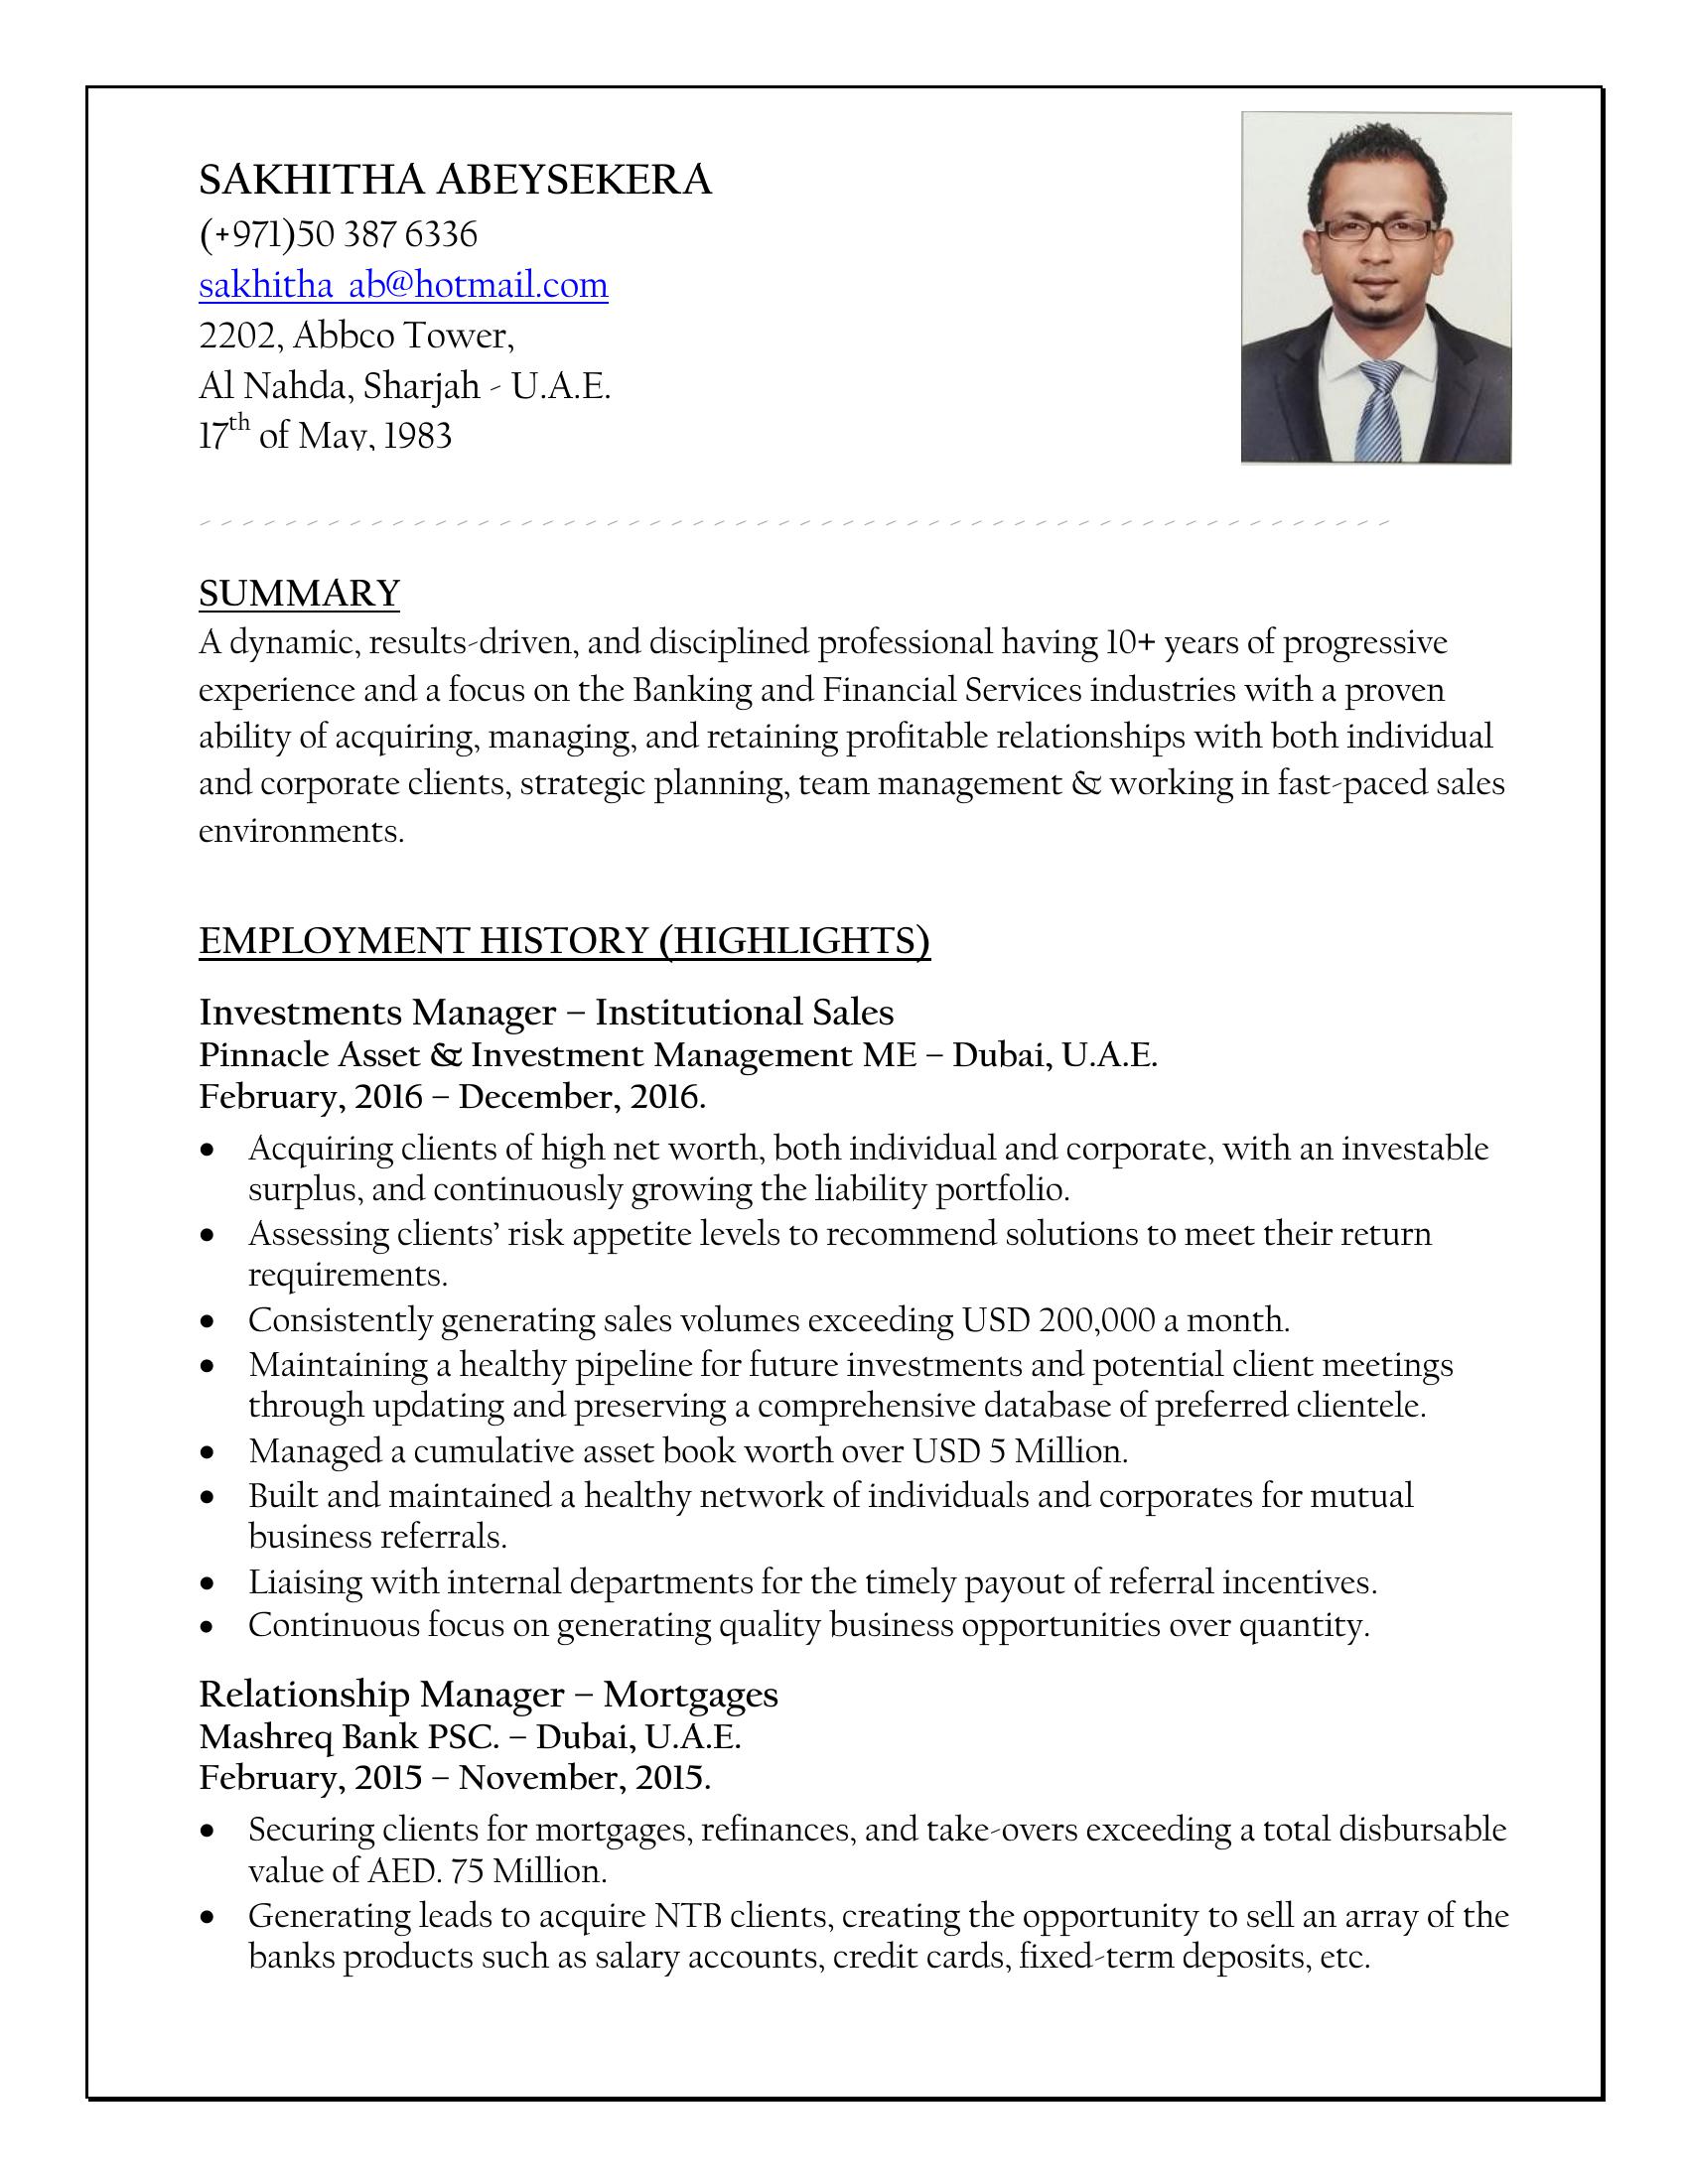 SAKHITHA ABEYSEKERA
(+971)50 387 6336
sakhitha_ab@hotmail.com
2202, Abbco Tower,
Al Nahda, Sharjah - U.A.E.
17th of May, 1983
- - - - - - - - - - - - - - - - - - - - - - - - - - - - - - - - - - - - - - - - - - - - - - - - - - - - - - - -
SUMMARY
A dynamic, results-driven, and disciplined professional having 10+ years of progressive
experience and a focus on the Banking and Financial Services industries with a proven
ability of acquiring, managing, and retaining profitable relationships with both individual
and corporate clients, strategic planning, team management & working in fast-paced sales
environments.
EMPLOYMENT HISTORY (HIGHLIGHTS)
Investments Manager – Institutional Sales
Pinnacle Asset & Investment Management ME – Dubai, U.A.E.
February, 2016 – December, 2016.
• Acquiring clients of high net worth, both individual and corporate, with an investable
surplus, and continuously growing the liability portfolio.
• Assessing clients’ risk appetite levels to recommend solutions to meet their return
requirements.
• Consistently generating sales volumes exceeding USD 200,000 a month.
• Maintaining a healthy pipeline for future investments and potential client meetings
through updating and preserving a comprehensive database of preferred clientele.
• Managed a cumulative asset book worth over USD 5 Million.
• Built and maintained a healthy network of individuals and corporates for mutual
business referrals.
• Liaising with internal departments for the timely payout of referral incentives.
• Continuous focus on generating quality business opportunities over quantity.
Relationship Manager – Mortgages
Mashreq Bank PSC. – Dubai, U.A.E.
February, 2015 – November, 2015.
• Securing clients for mortgages, refinances, and take-overs exceeding a total disbursable
value of AED. 75 Million.
• Generating leads to acquire NTB clients, creating the opportunity to sell an array of the
banks products such as salary accounts, credit cards, fixed-term deposits, etc.